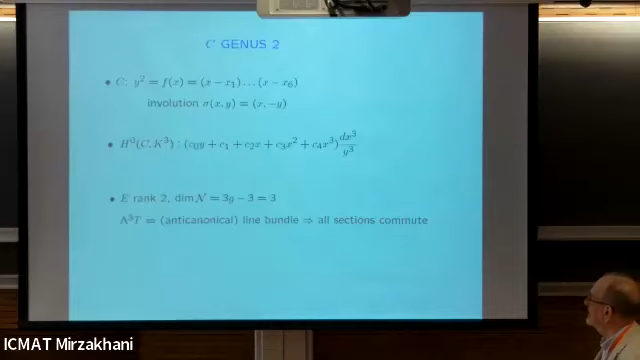 C GENUS 2
• C: y² = f(x) = (x − x₁) … (x − x₆)
involution σ(x, y) = (x, −y)
• H⁰(C, K³) : (c₀y + c₁ + c₂x + c₃x² + c₄x³) dx³/y³
• E rank 2, dim N = 3g − 3 = 3
Λ³T = (anticanonical) line bundle ⇒ all sections commute
ICMAT Mirzakhani